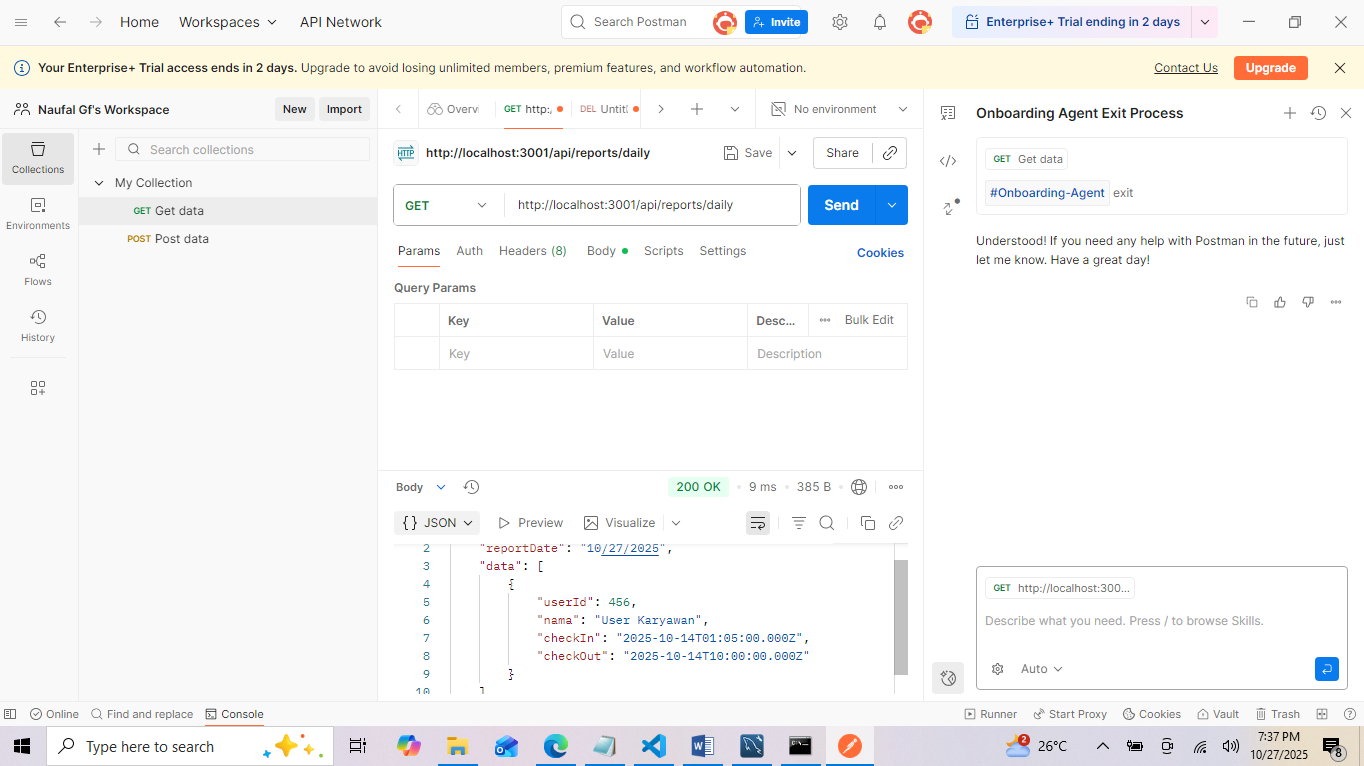 Home Workspaces API Network Search Postman Invite Enterprise+ Trial ending in 2 days
Your Enterprise+ Trial access ends in 2 days. Upgrade to avoid losing unlimited members, premium features, and workflow automation. Contact Us Upgrade
Naufal Gf's Workspace New Import
Overvi GET http:/ DEL Untitl No environment
Onboarding Agent Exit Process
Collections
Environments
Flows
History
Search collections
My Collection
GET Get data
POST Post data
HTTP http://localhost:3001/api/reports/daily Save Share
GET http://localhost:3001/api/reports/daily Send
Params Auth Headers (8) Body Scripts Settings Cookies
Query Params
Key Value Desc... Bulk Edit
Key Value Description
Body 200 OK 9 ms 385 B
{} JSON Preview Visualize
2 "reportDate": "10/27/2025",
3 "data": [
4 {
5 "userId": 456,
6 "nama": "User Karyawan",
7 "checkIn": "2025-10-14T01:05:00.000Z",
8 "checkOut": "2025-10-14T10:00:00.000Z"
9 }
10 ]
GET Get data
#Onboarding-Agent exit
Understood! If you need any help with Postman in the future, just
let me know. Have a great day!
GET http://localhost:300...
Describe what you need. Press / to browse Skills.
Auto
Online Find and replace Console Runner Start Proxy Cookies Vault Trash
Type here to search 2 26°C 7:37 PM
10/27/2025 8